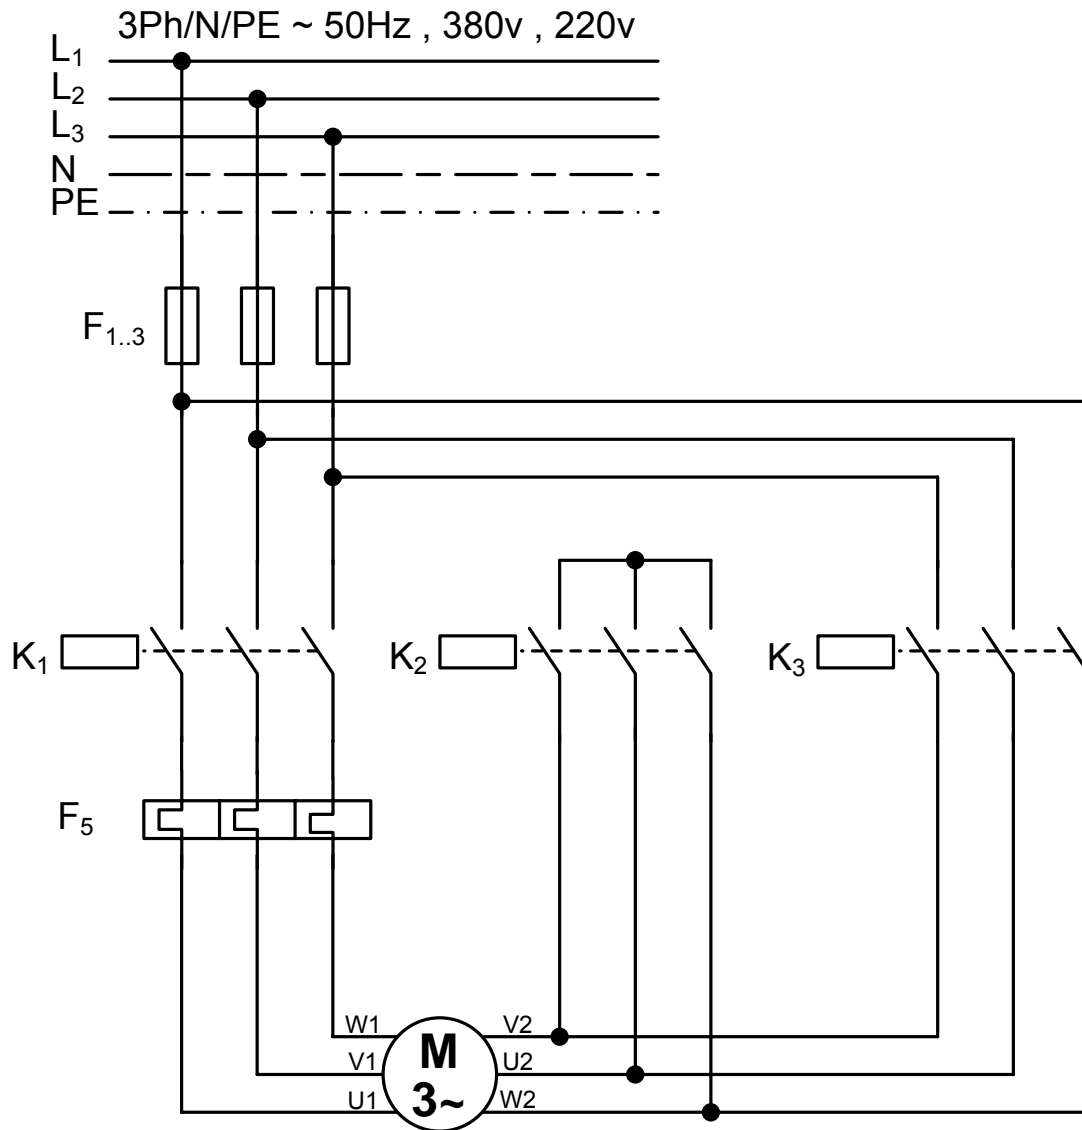 3Ph/N/PE ~ 50Hz , 380v , 220v
L1
L2
L3
N
PE
F1..3
K1
K2
K3
F5
W1
V2
V1
U2
U1
W2
M
3~